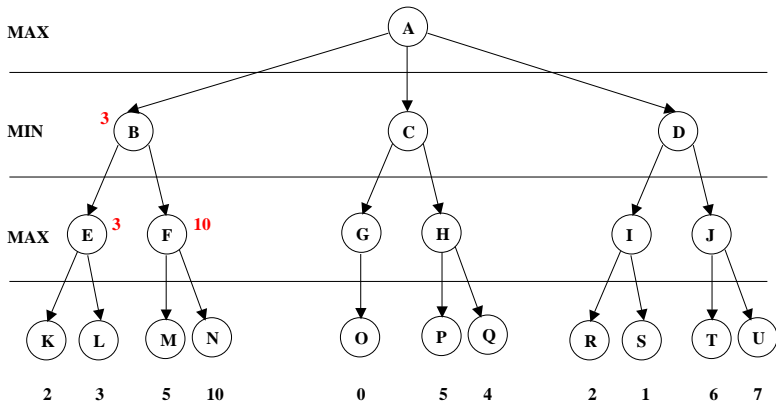 MAX A
3 B C D
MIN
E 3 F 10 G H I J
MAX
K L M N O P Q R S T U
2 3 5 10 0 5 4 2 1 6 7